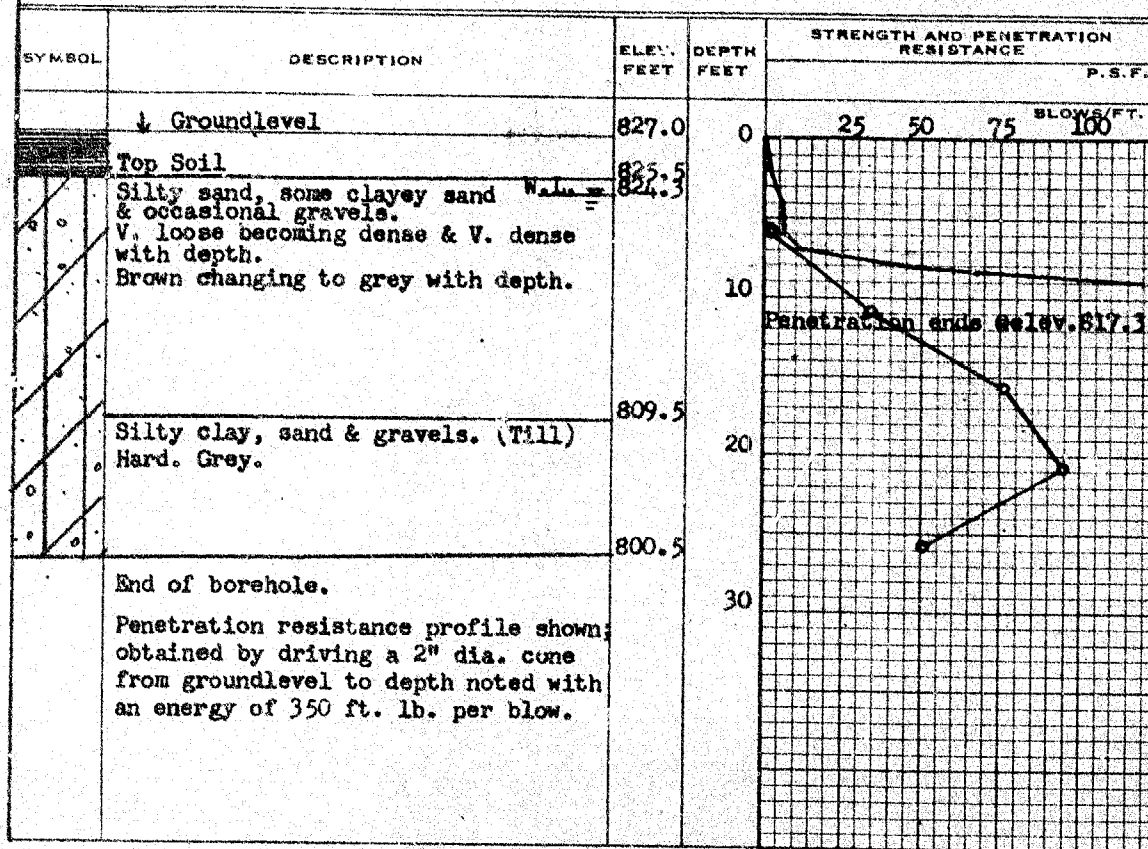 SYMBOL
DESCRIPTION
ELEV. FEET
DEPTH FEET
STRENGTH AND PENETRATION
RESISTANCE
P.S.F.
BLOWS/FT.
25 50 75 100
↓ Groundlevel
827.0
0
Top Soil
825.5
Silty sand, some clayey sand
W.L.
824.3
& occasional gravels.
V. loose becoming dense & V. dense
with depth.
Brown changing to grey with depth.
10
Penetration ends @elev.817.3
809.5
Silty clay, sand & gravels. (Till)
Hard. Grey.
20
800.5
End of borehole.
30
Penetration resistance profile shown;
obtained by driving a 2" dia. cone
from groundlevel to depth noted with
an energy of 350 ft. lb. per blow.